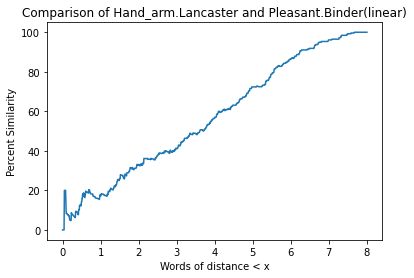 Comparison of Hand_arm.Lancaster and Pleasant.Binder(linear)
100
80
60
40
20
0
Percent Similarity
0 1 2 3 4 5 6 7 8
Words of distance < x